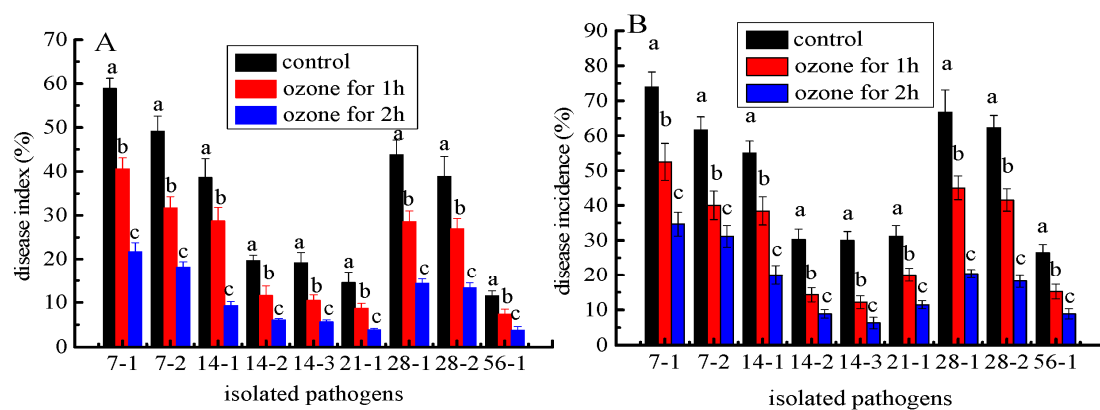 A
disease index (%)
70
60
50
40
30
20
10
0
control
ozone for 1h
ozone for 2h
a b c a b c a b c a b c a b c a b c a b c a b c a b c
7-1 7-2 14-1 14-2 14-3 21-1 28-1 28-2 56-1
isolated pathogens
B
disease incidence (%)
90
80
70
60
50
40
30
20
10
0
control
ozone for 1h
ozone for 2h
a b c a b c a b c a b c a b c a b c a b c a b c a b c
7-1 7-2 14-1 14-2 14-3 21-1 28-1 28-2 56-1
isolated pathogens